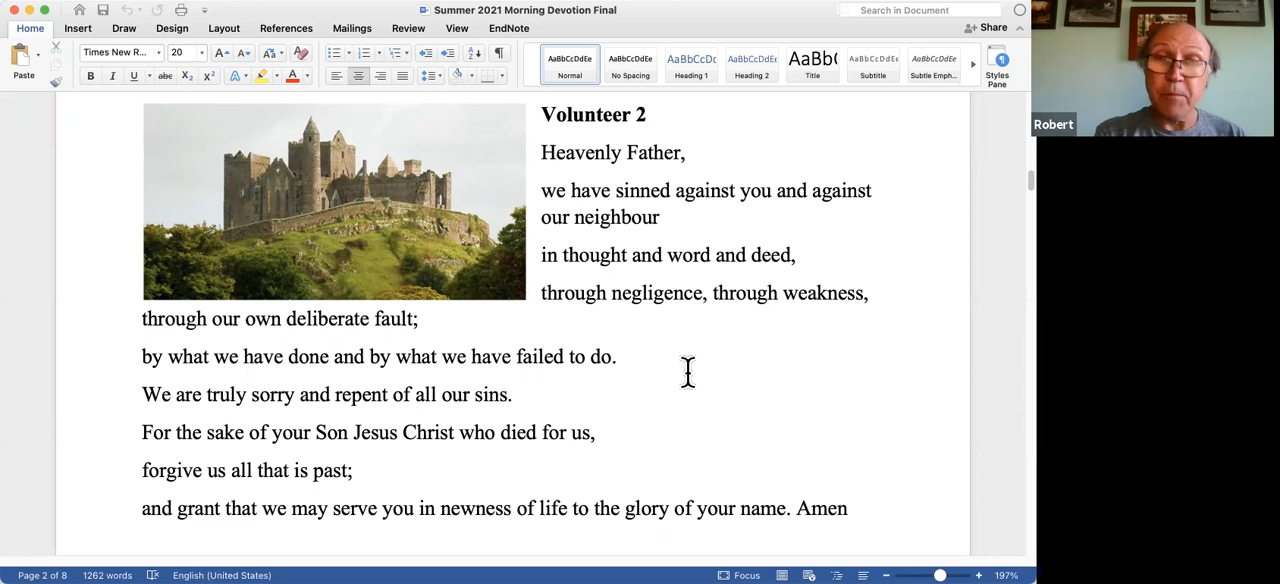 Summer 2021 Morning Devotion Final
Search in Document
Home Insert Draw Design Layout References Mailings Review View EndNote
Share
Paste
Times New R... 20
AaBbCcDdEe AaBbCcDdEe AaBbCcDc AaBbCcDdEe AaBb( AaBbCcDdEe AaBbCcDdEe
Normal No Spacing Heading 1 Heading 2 Title Subtitle Subtle Emph...
Styles
Pane
Robert
Volunteer 2
Heavenly Father,
we have sinned against you and against
our neighbour
in thought and word and deed,
through negligence, through weakness,
through our own deliberate fault;
by what we have done and by what we have failed to do.
We are truly sorry and repent of all our sins.
For the sake of your Son Jesus Christ who died for us,
forgive us all that is past;
and grant that we may serve you in newness of life to the glory of your name. Amen
Page 2 of 8 1262 words English (United States) Focus 197%